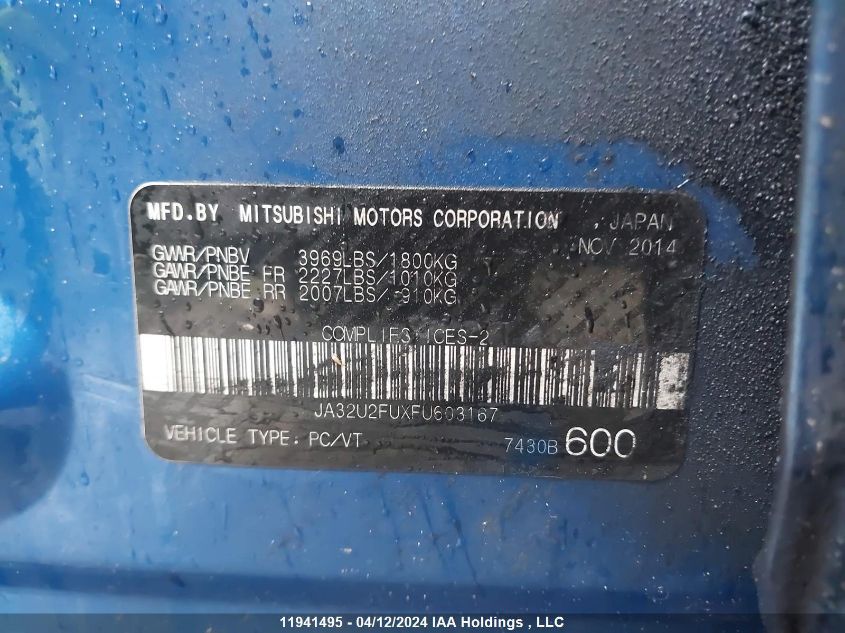 MFD.BY MITSUBISHI MOTORS CORPORATION , JAPAN
NOV 2014
GWR/PNBV 3969LBS/1800KG
GAWR/PNBE FR 2227LBS/1010KG
GAWR/PNBE RR 2007LBS/ 910KG
COMPLIES ICES-2
JA32U2FUXFU603167
VEHICLE TYPE: PC/VT 7430B 600
11941495 - 04/12/2024 IAA Holdings , LLC